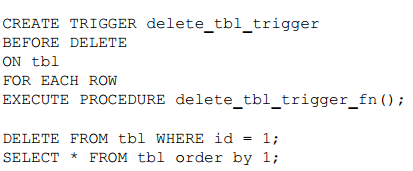 CREATE TRIGGER delete_tbl_trigger
BEFORE DELETE
ON tbl
FOR EACH ROW
EXECUTE PROCEDURE delete_tbl_trigger_fn();
DELETE FROM tbl WHERE id = 1;
SELECT * FROM tbl order by 1;